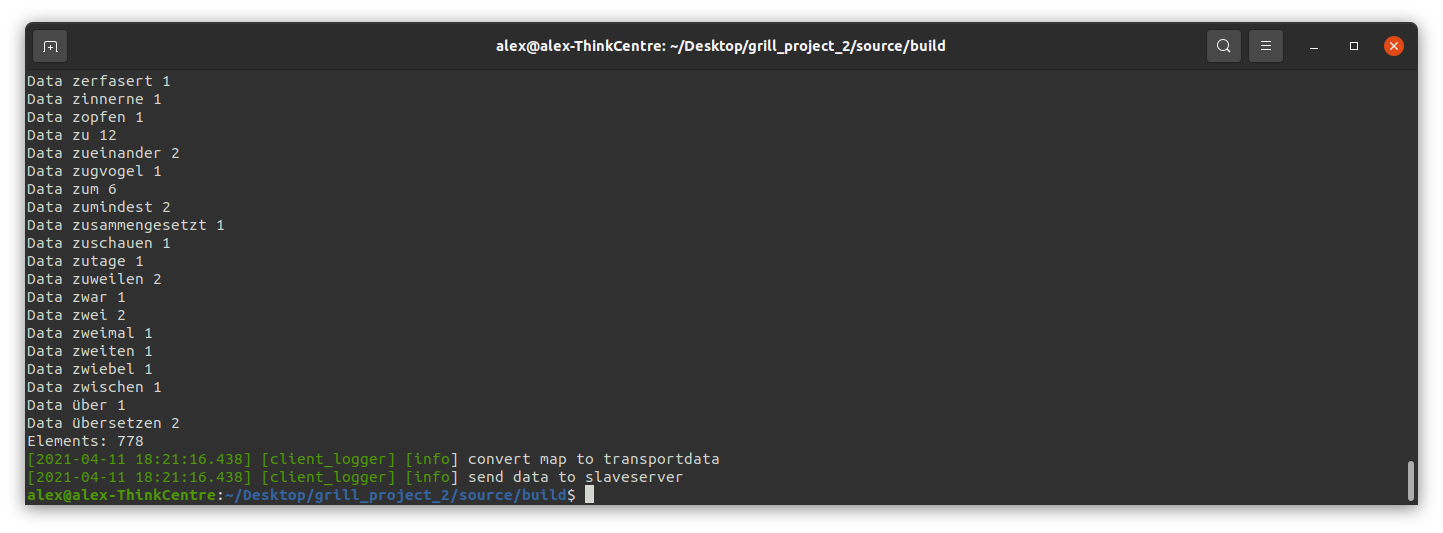 alex@alex-ThinkCentre: ~/Desktop/grill_project_2/source/build
Data zerfasert 1
Data zinnerne 1
Data zopfen 1
Data zu 12
Data zueinander 2
Data zugvogel 1
Data zum 6
Data zumindest 2
Data zusammengesetzt 1
Data zuschauen 1
Data zutage 1
Data zuweilen 2
Data zwar 1
Data zwei 2
Data zweimal 1
Data zweiten 1
Data zwiebel 1
Data zwischen 1
Data über 1
Data übersetzen 2
Elements: 778
[2021-04-11 18:21:16.438] [client_logger] [info] convert map to transportdata
[2021-04-11 18:21:16.438] [client_logger] [info] send data to slaveserver
alex@alex-ThinkCentre:~/Desktop/grill_project_2/source/build$